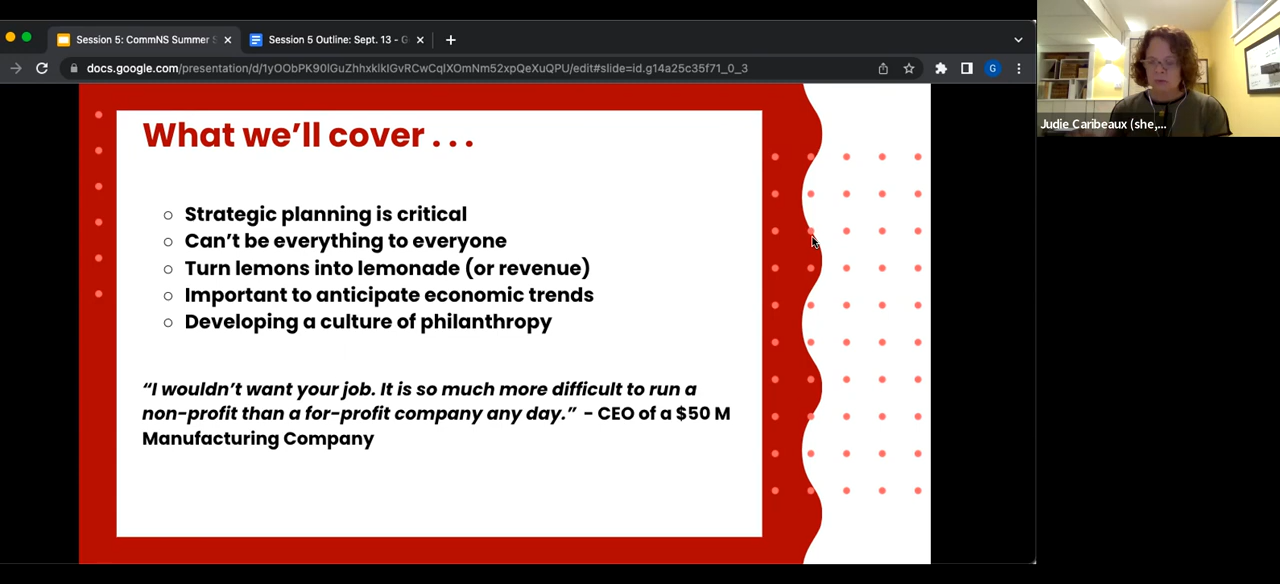 Session 5: CommNS Summer S
Session 5 Outline: Sept. 13 - G
docs.google.com/presentation/d/1yOObPK90IGuZhhxklkIGvRCwCqIXOmNm52xpQeXuQPU/edit#slide=id.g14a25c35f71_0_3
G
Judie Caribeaux (she,...
What we’ll cover . . .
Strategic planning is critical
Can’t be everything to everyone
Turn lemons into lemonade (or revenue)
Important to anticipate economic trends
Developing a culture of philanthropy
“I wouldn’t want your job. It is so much more difficult to run a
non-profit than a for-profit company any day.” - CEO of a $50 M
Manufacturing Company